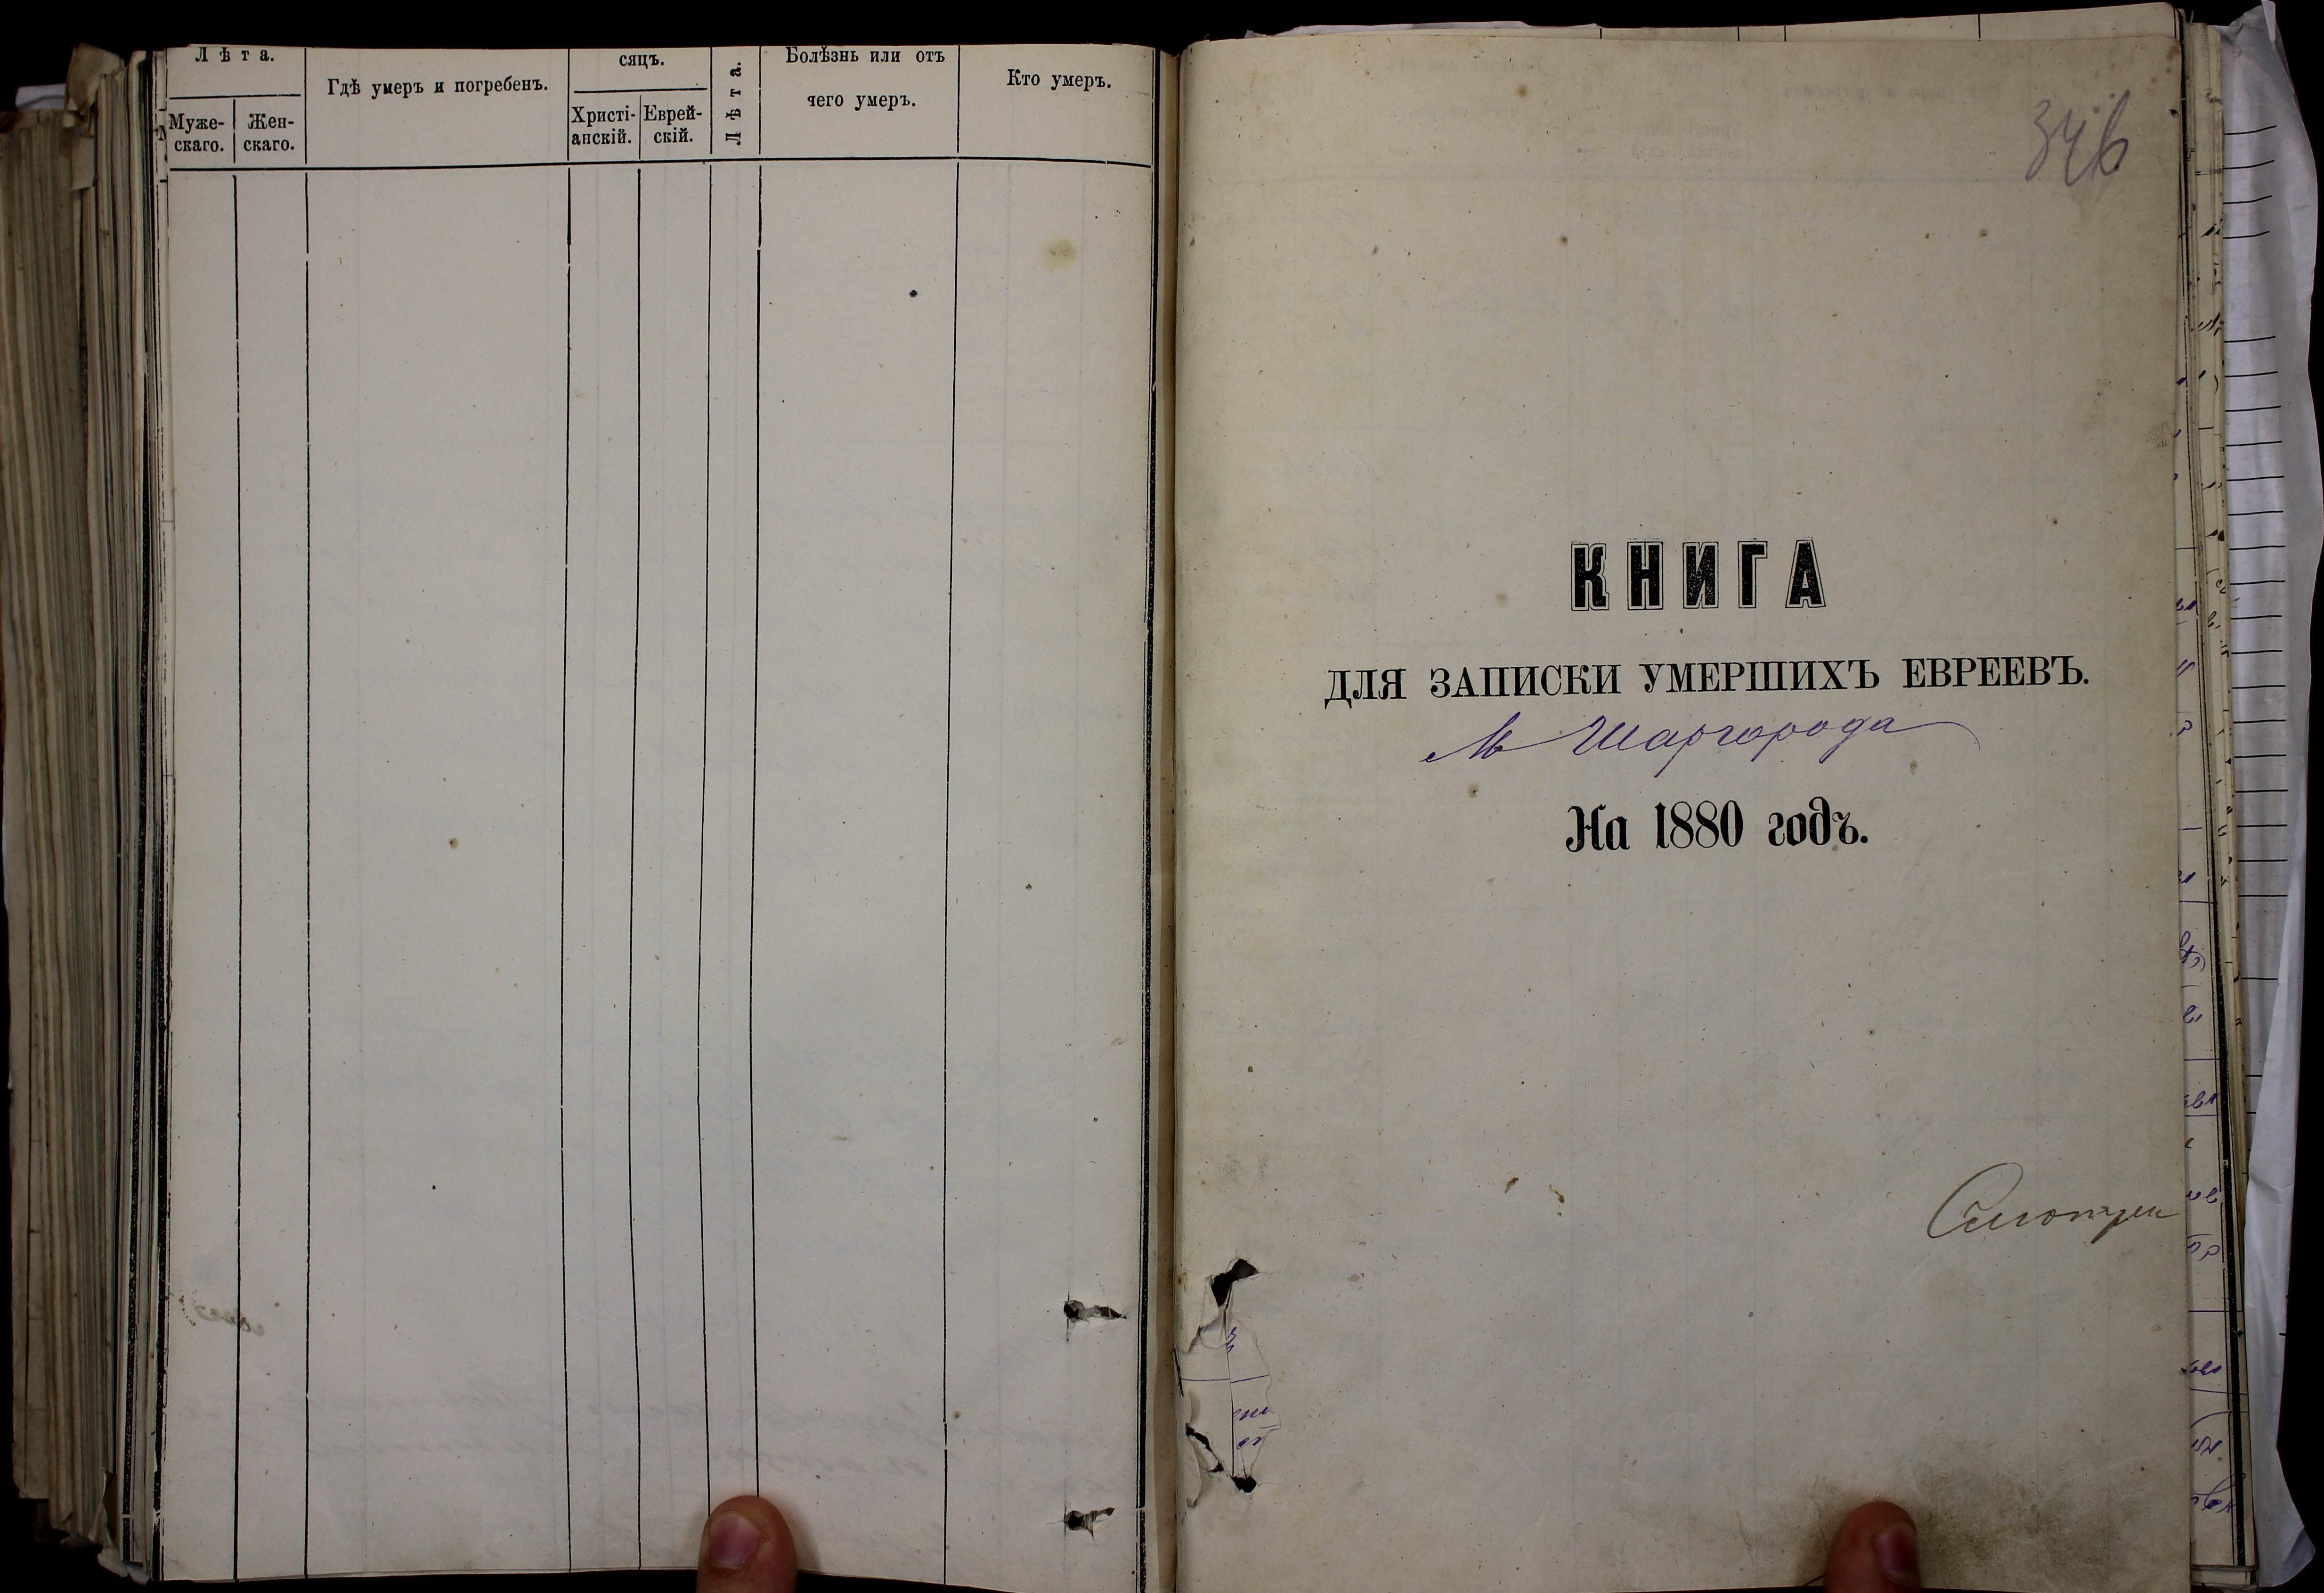 Лѣта.
Муже-
скаго.
Жен-
скаго.
Гдѣ умеръ и погребенъ.
сяцъ.
Христі-
анскій.
Еврей-
скій.
Лѣта.
Болѣзнь или отъ
чего умеръ.
Кто умеръ.
346
КНИГА
ДЛЯ ЗАПИСКИ УМЕРШИХЪ ЕВРЕЕВЪ.
М Шаргорода
На 1880 годъ.